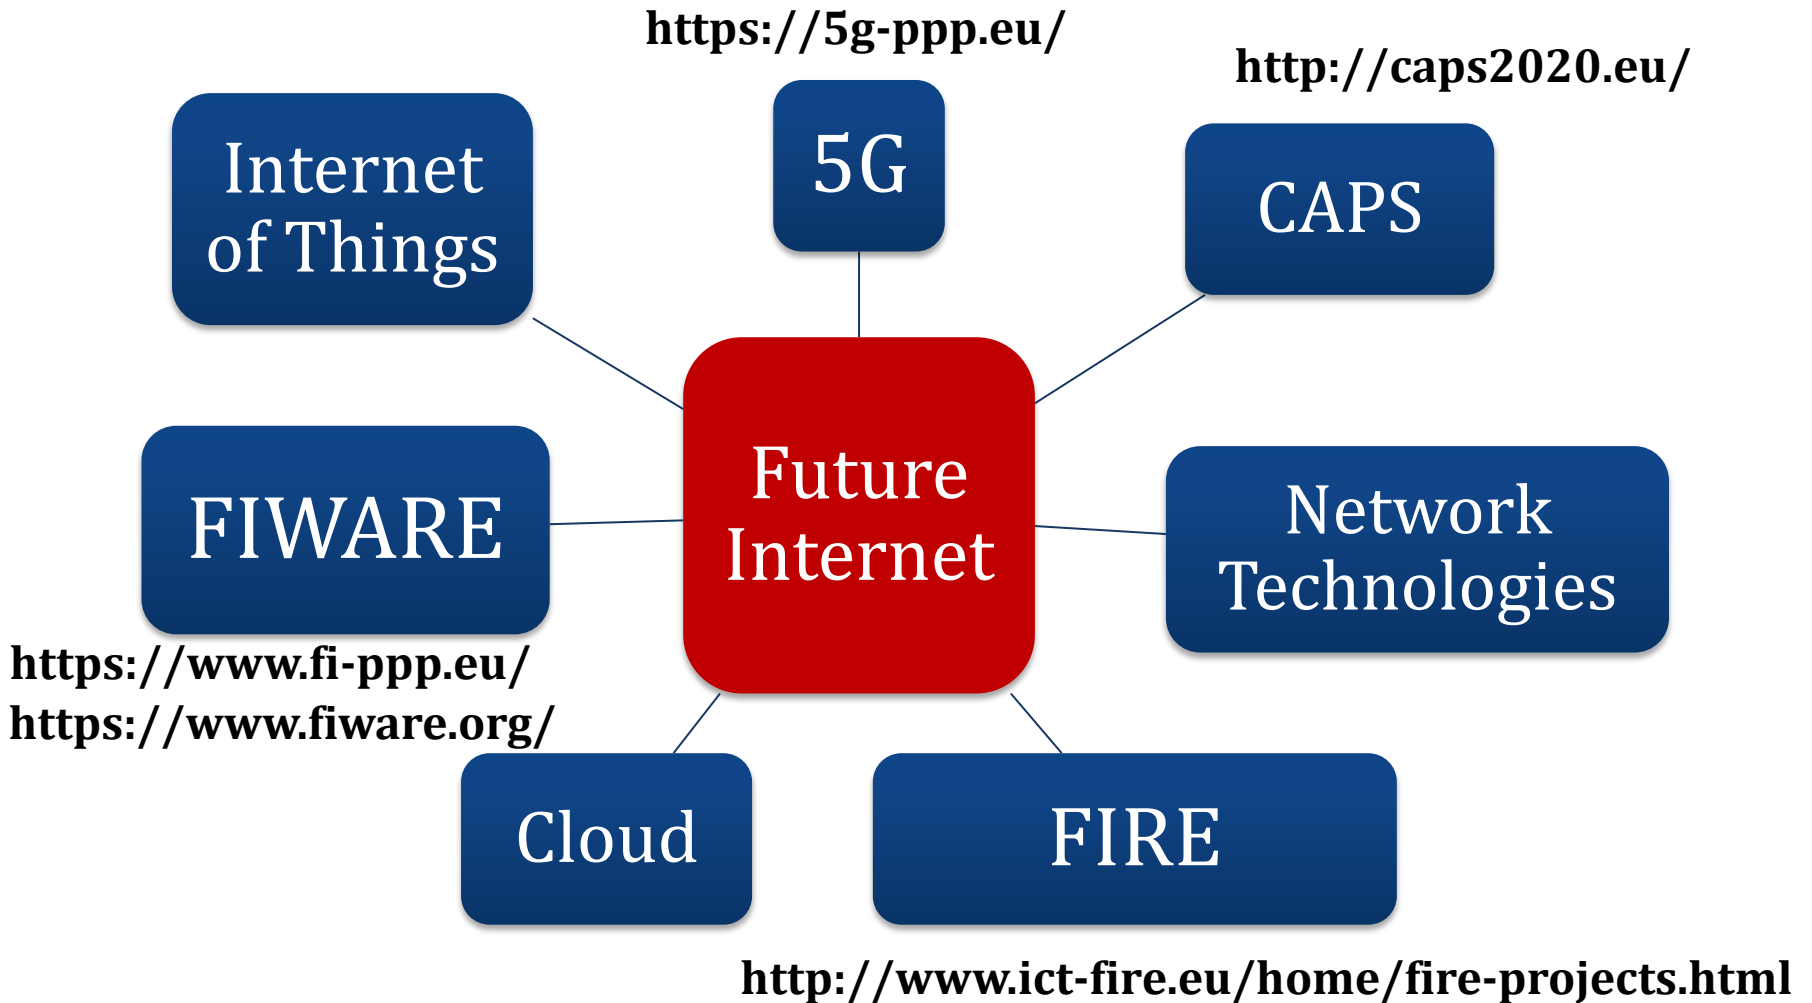 https://5g-ppp.eu/
http://caps2020.eu/
Internet
of Things
5G
CAPS
FIWARE
Future
Internet
Network
Technologies
https://www.fi-ppp.eu/
https://www.fiware.org/
Cloud
FIRE
http://www.ict-fire.eu/home/fire-projects.html